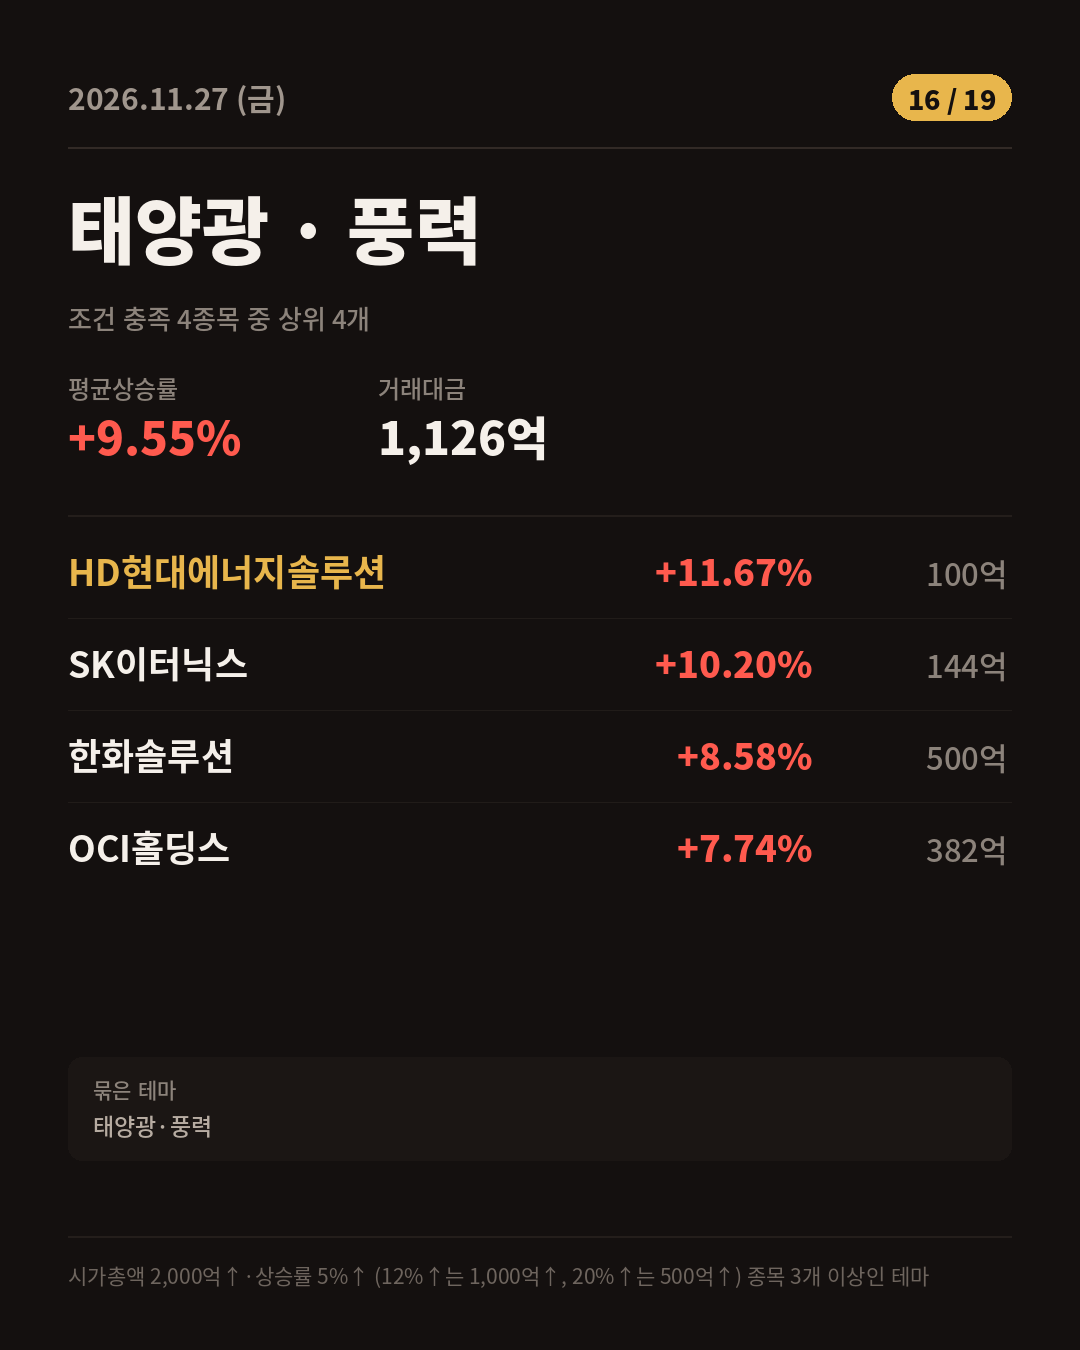 2026.11.27 (금)
16 / 19
태양광 · 풍력
조건 충족 4종목 중 상위 4개
평균상승률 거래대금
+9.55% 1,126억
HD현대에너지솔루션 +11.67% 100억
SK이터닉스 +10.20% 144억
한화솔루션 +8.58% 500억
OCI홀딩스 +7.74% 382억
묶은 테마
태양광·풍력
시가총액 2,000억↑·상승률 5%↑ (12%↑는 1,000억↑, 20%↑는 500억↑) 종목 3개 이상인 테마